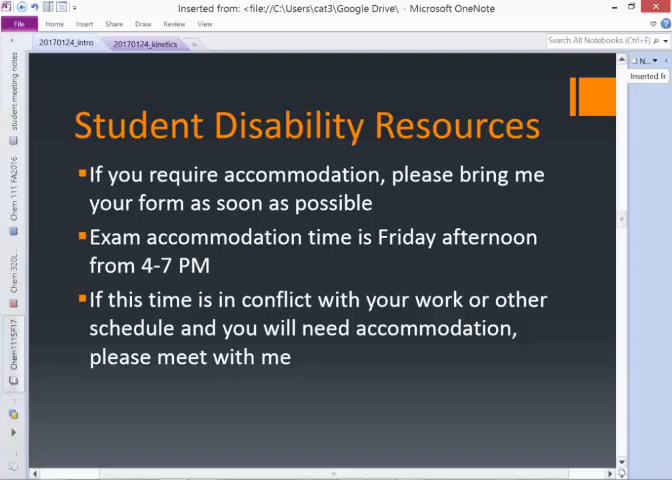 Inserted from: <file://C:\Users\cat3\Google Drive\ - Microsoft OneNote
File Home Insert Share Draw History Review View
20170124_intro 20170124_kinetics
Search All Notebooks (Ctrl+E)
N...
Inserted fr
student meeting notes
Chem 111 FA2016
Chem 320L
Chem111SP17
Student Disability Resources
If you require accommodation, please bring me
your form as soon as possible
Exam accommodation time is Friday afternoon
from 4-7 PM
If this time is in conflict with your work or other
schedule and you will need accommodation,
please meet with me